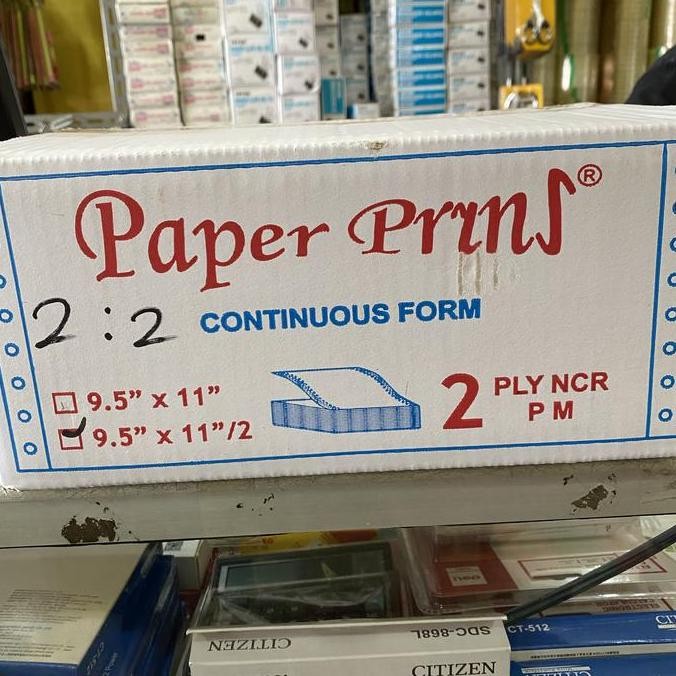 Paper Prins®
2 : 2
CONTINUOUS FORM
9.5" x 11"
9.5" x 11"/2
2 PLY NCR
P M
deli
CITIZEN
SDC-868L
CITIZEN
CT-512